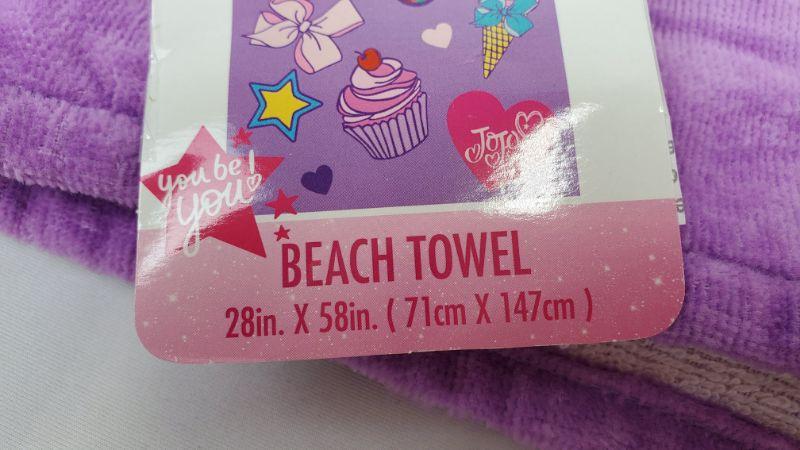 JoJo
you be!
you
BEACH TOWEL
28in. X 58in. ( 71cm X 147cm )